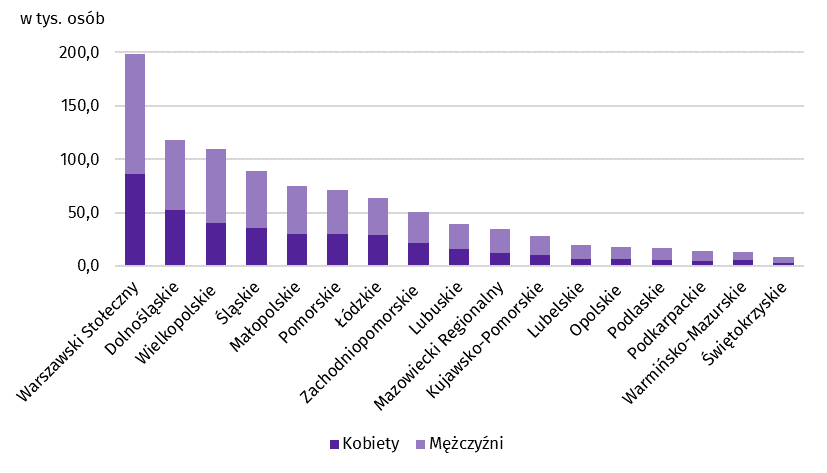 w tys. osób
200,0
150,0
100,0
50,0
0,0
Warszawski Stołeczny
Dolnośląskie
Wielkopolskie
Śląskie
Małopolskie
Pomorskie
Łódzkie
Zachodniopomorskie
Lubuskie
Mazowiecki Regionalny
Kujawsko-Pomorskie
Lubelskie
Opolskie
Podlaskie
Podkarpackie
Warmińsko-Mazurskie
Świętokrzyskie
Kobiety Mężczyźni